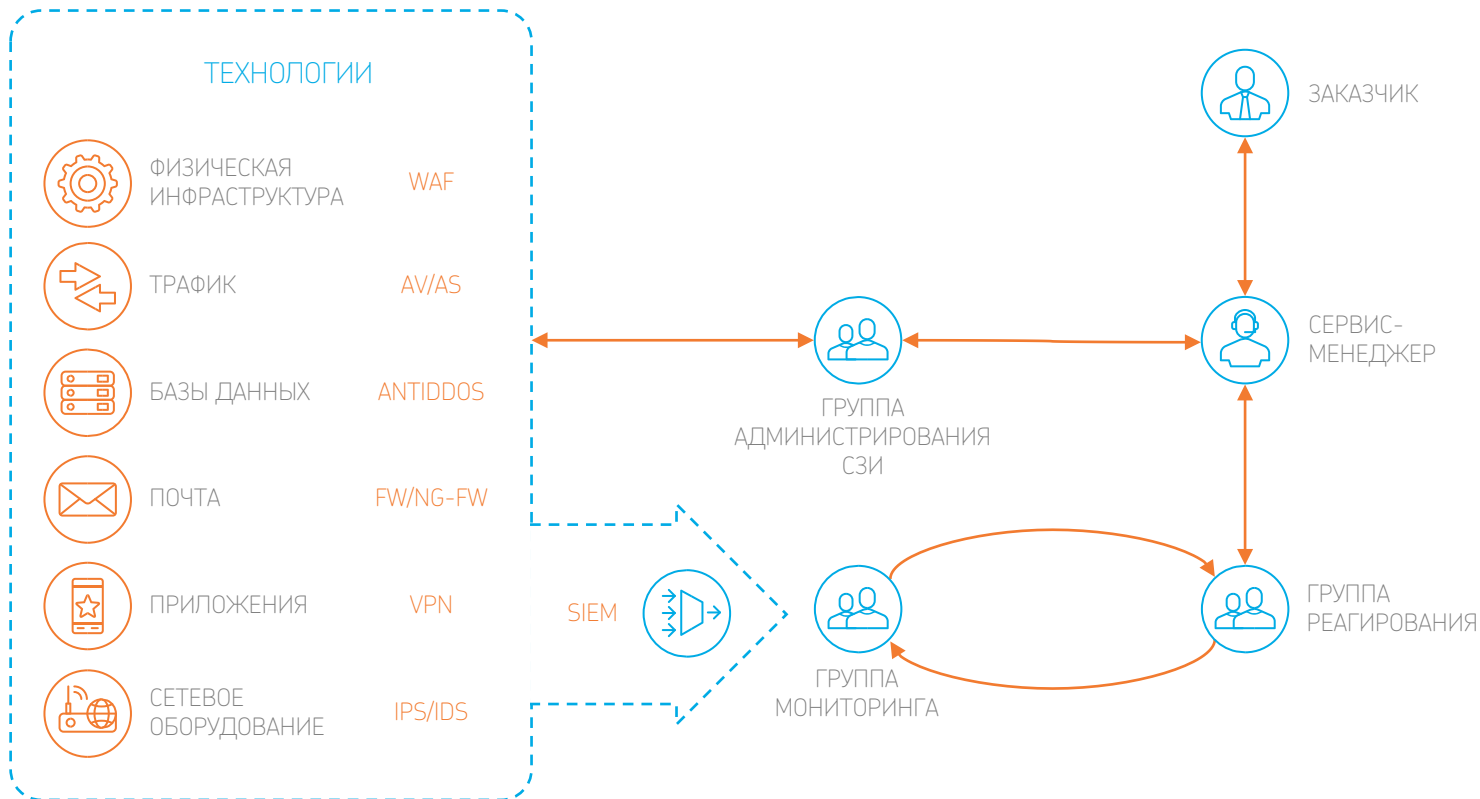 ТЕХНОЛОГИИ
ФИЗИЧЕСКАЯ
ИНФРАСТРУКТУРА
WAF
ТРАФИК
AV/AS
БАЗЫ ДАННЫХ
ANTIDDOS
ПОЧТА
FW/NG-FW
ПРИЛОЖЕНИЯ
VPN
СЕТЕВОЕ
ОБОРУДОВАНИЕ
IPS/IDS
SIEM
ГРУППА
АДМИНИСТРИРОВАНИЯ
СЗИ
ГРУППА
МОНИТОРИНГА
ЗАКАЗЧИК
СЕРВИС-
МЕНЕДЖЕР
ГРУППА
РЕАГИРОВАНИЯ